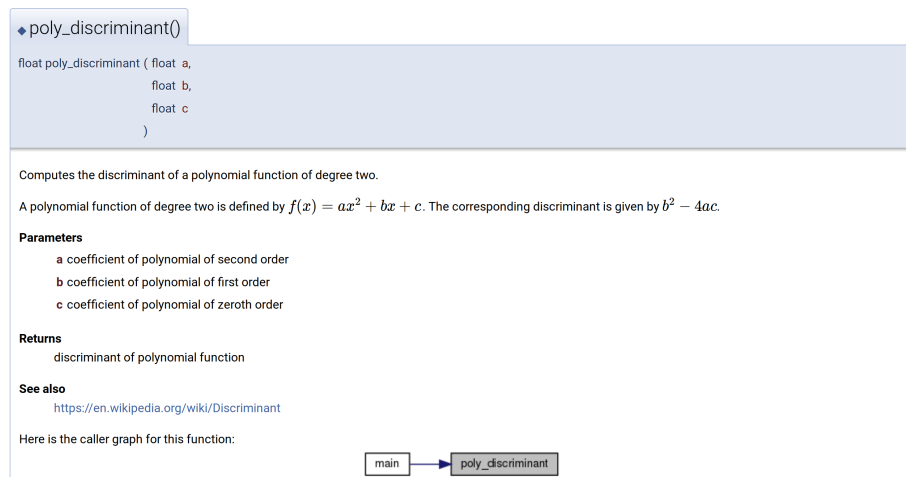 ◆ poly_discriminant()
float poly_discriminant ( float a,
float b,
float c
)
Computes the discriminant of a polynomial function of degree two.
A polynomial function of degree two is defined by f(x) = ax² + bx + c. The corresponding discriminant is given by b² − 4ac.
Parameters
a coefficient of polynomial of second order
b coefficient of polynomial of first order
c coefficient of polynomial of zeroth order
Returns
discriminant of polynomial function
See also
https://en.wikipedia.org/wiki/Discriminant
Here is the caller graph for this function:
main poly_discriminant